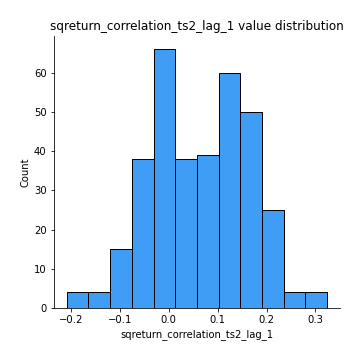 sqreturn_correlation_ts2_lag_1 value distribution
60
50
40
30
20
10
0
Count
−0.2 −0.1 0.0 0.1 0.2 0.3
sqreturn_correlation_ts2_lag_1